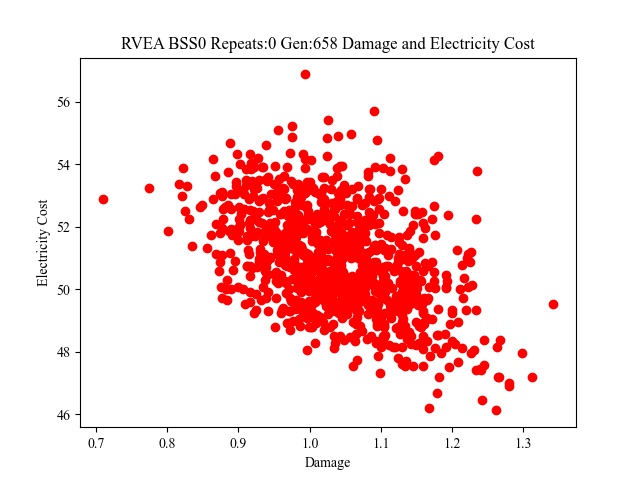 RVEA BSS0 Repeats:0 Gen:658 Damage and Electricity Cost
56
54
52
50
48
46
Electricity Cost
0.7 0.8 0.9 1.0 1.1 1.2 1.3
Damage